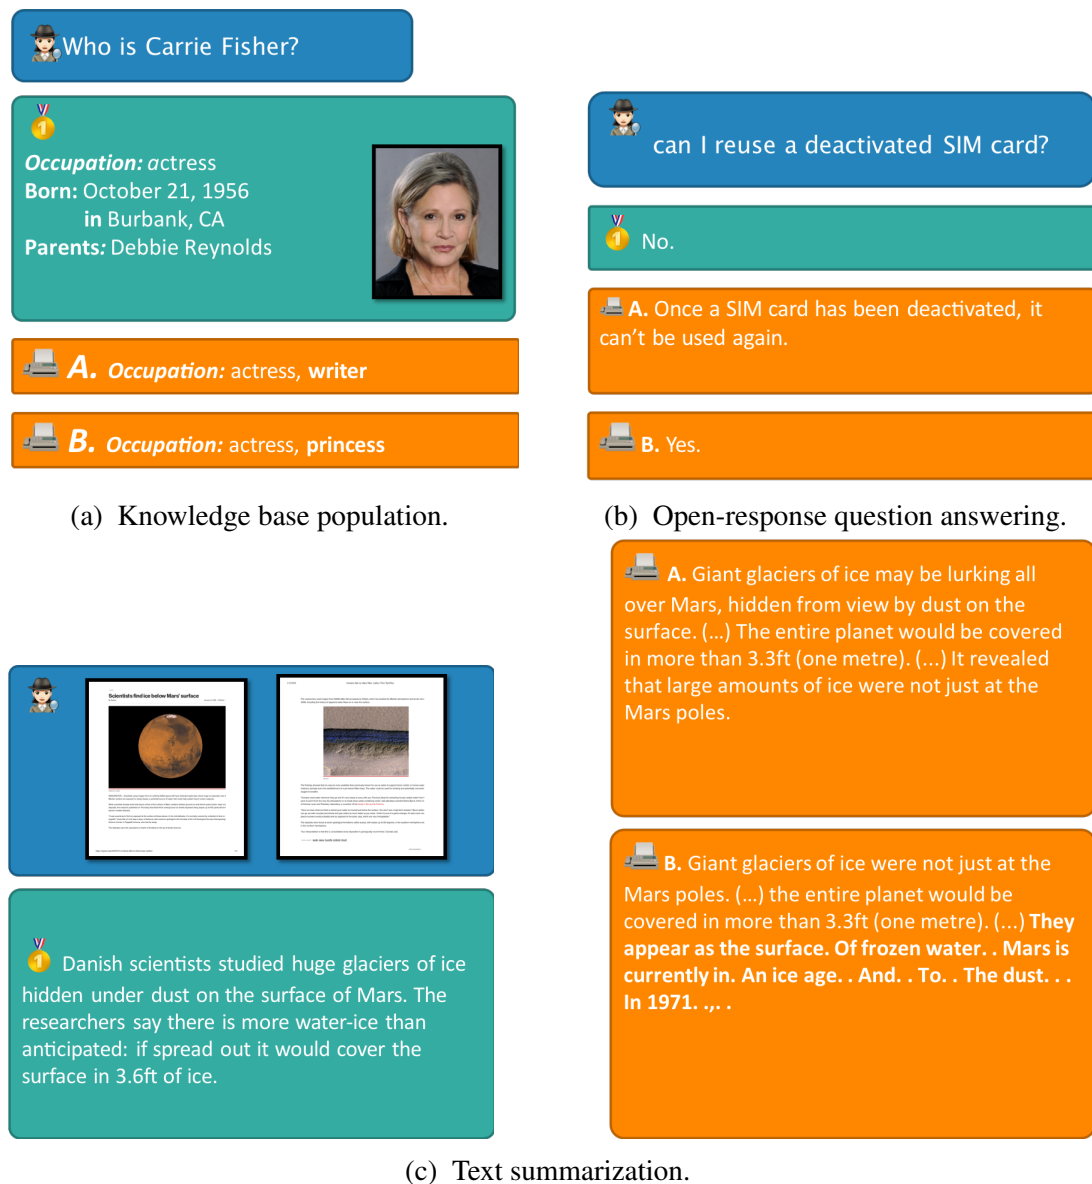 Who is Carrie Fisher?
Occupation: actress
Born: October 21, 1956
in Burbank, CA
Parents: Debbie Reynolds
A. Occupation: actress, writer
B. Occupation: actress, princess
(a) Knowledge base population.
can I reuse a deactivated SIM card?
1 No.
A. Once a SIM card has been deactivated, it
can't be used again.
B. Yes.
(b) Open-response question answering.
Scientists find ice below Mars' surface
1 Danish scientists studied huge glaciers of ice
hidden under dust on the surface of Mars. The
researchers say there is more water-ice than
anticipated: if spread out it would cover the
surface in 3.6ft of ice.
A. Giant glaciers of ice may be lurking all
over Mars, hidden from view by dust on the
surface. (...) The entire planet would be covered
in more than 3.3ft (one metre). (...) It revealed
that large amounts of ice were not just at the
Mars poles.
B. Giant glaciers of ice were not just at the
Mars poles. (...) the entire planet would be
covered in more than 3.3ft (one metre). (...) They
appear as the surface. Of frozen water. . Mars is
currently in. An ice age. . And. . To. . The dust. . .
In 1971. .,. .
(c) Text summarization.